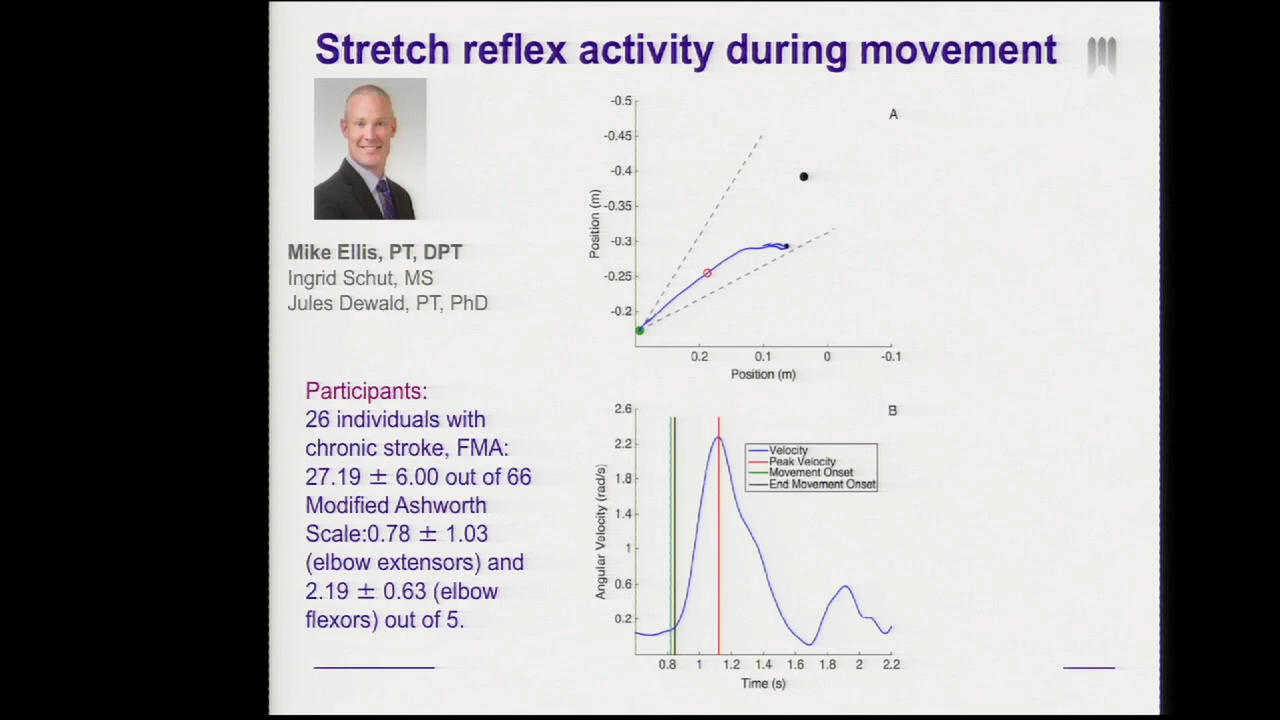 Stretch reflex activity during movement
Mike Ellis, PT, DPT
Ingrid Schut, MS
Jules Dewald, PT, PhD
Participants:
26 individuals with
chronic stroke, FMA:
27.19 ± 6.00 out of 66
Modified Ashworth
Scale:0.78 ± 1.03
(elbow extensors) and
2.19 ± 0.63 (elbow
flexors) out of 5.
A
-0.5
-0.45
-0.4
-0.35
-0.3
-0.25
-0.2
Position (m)
0.2 0.1 0 -0.1
Position (m)
B
2.6
2.2
1.8
1.4
1
0.6
0.2
Angular Velocity (rad/s)
Velocity
Peak Velocity
Movement Onset
End Movement Onset
0.8 1 1.2 1.4 1.6 1.8 2 2.2
Time (s)